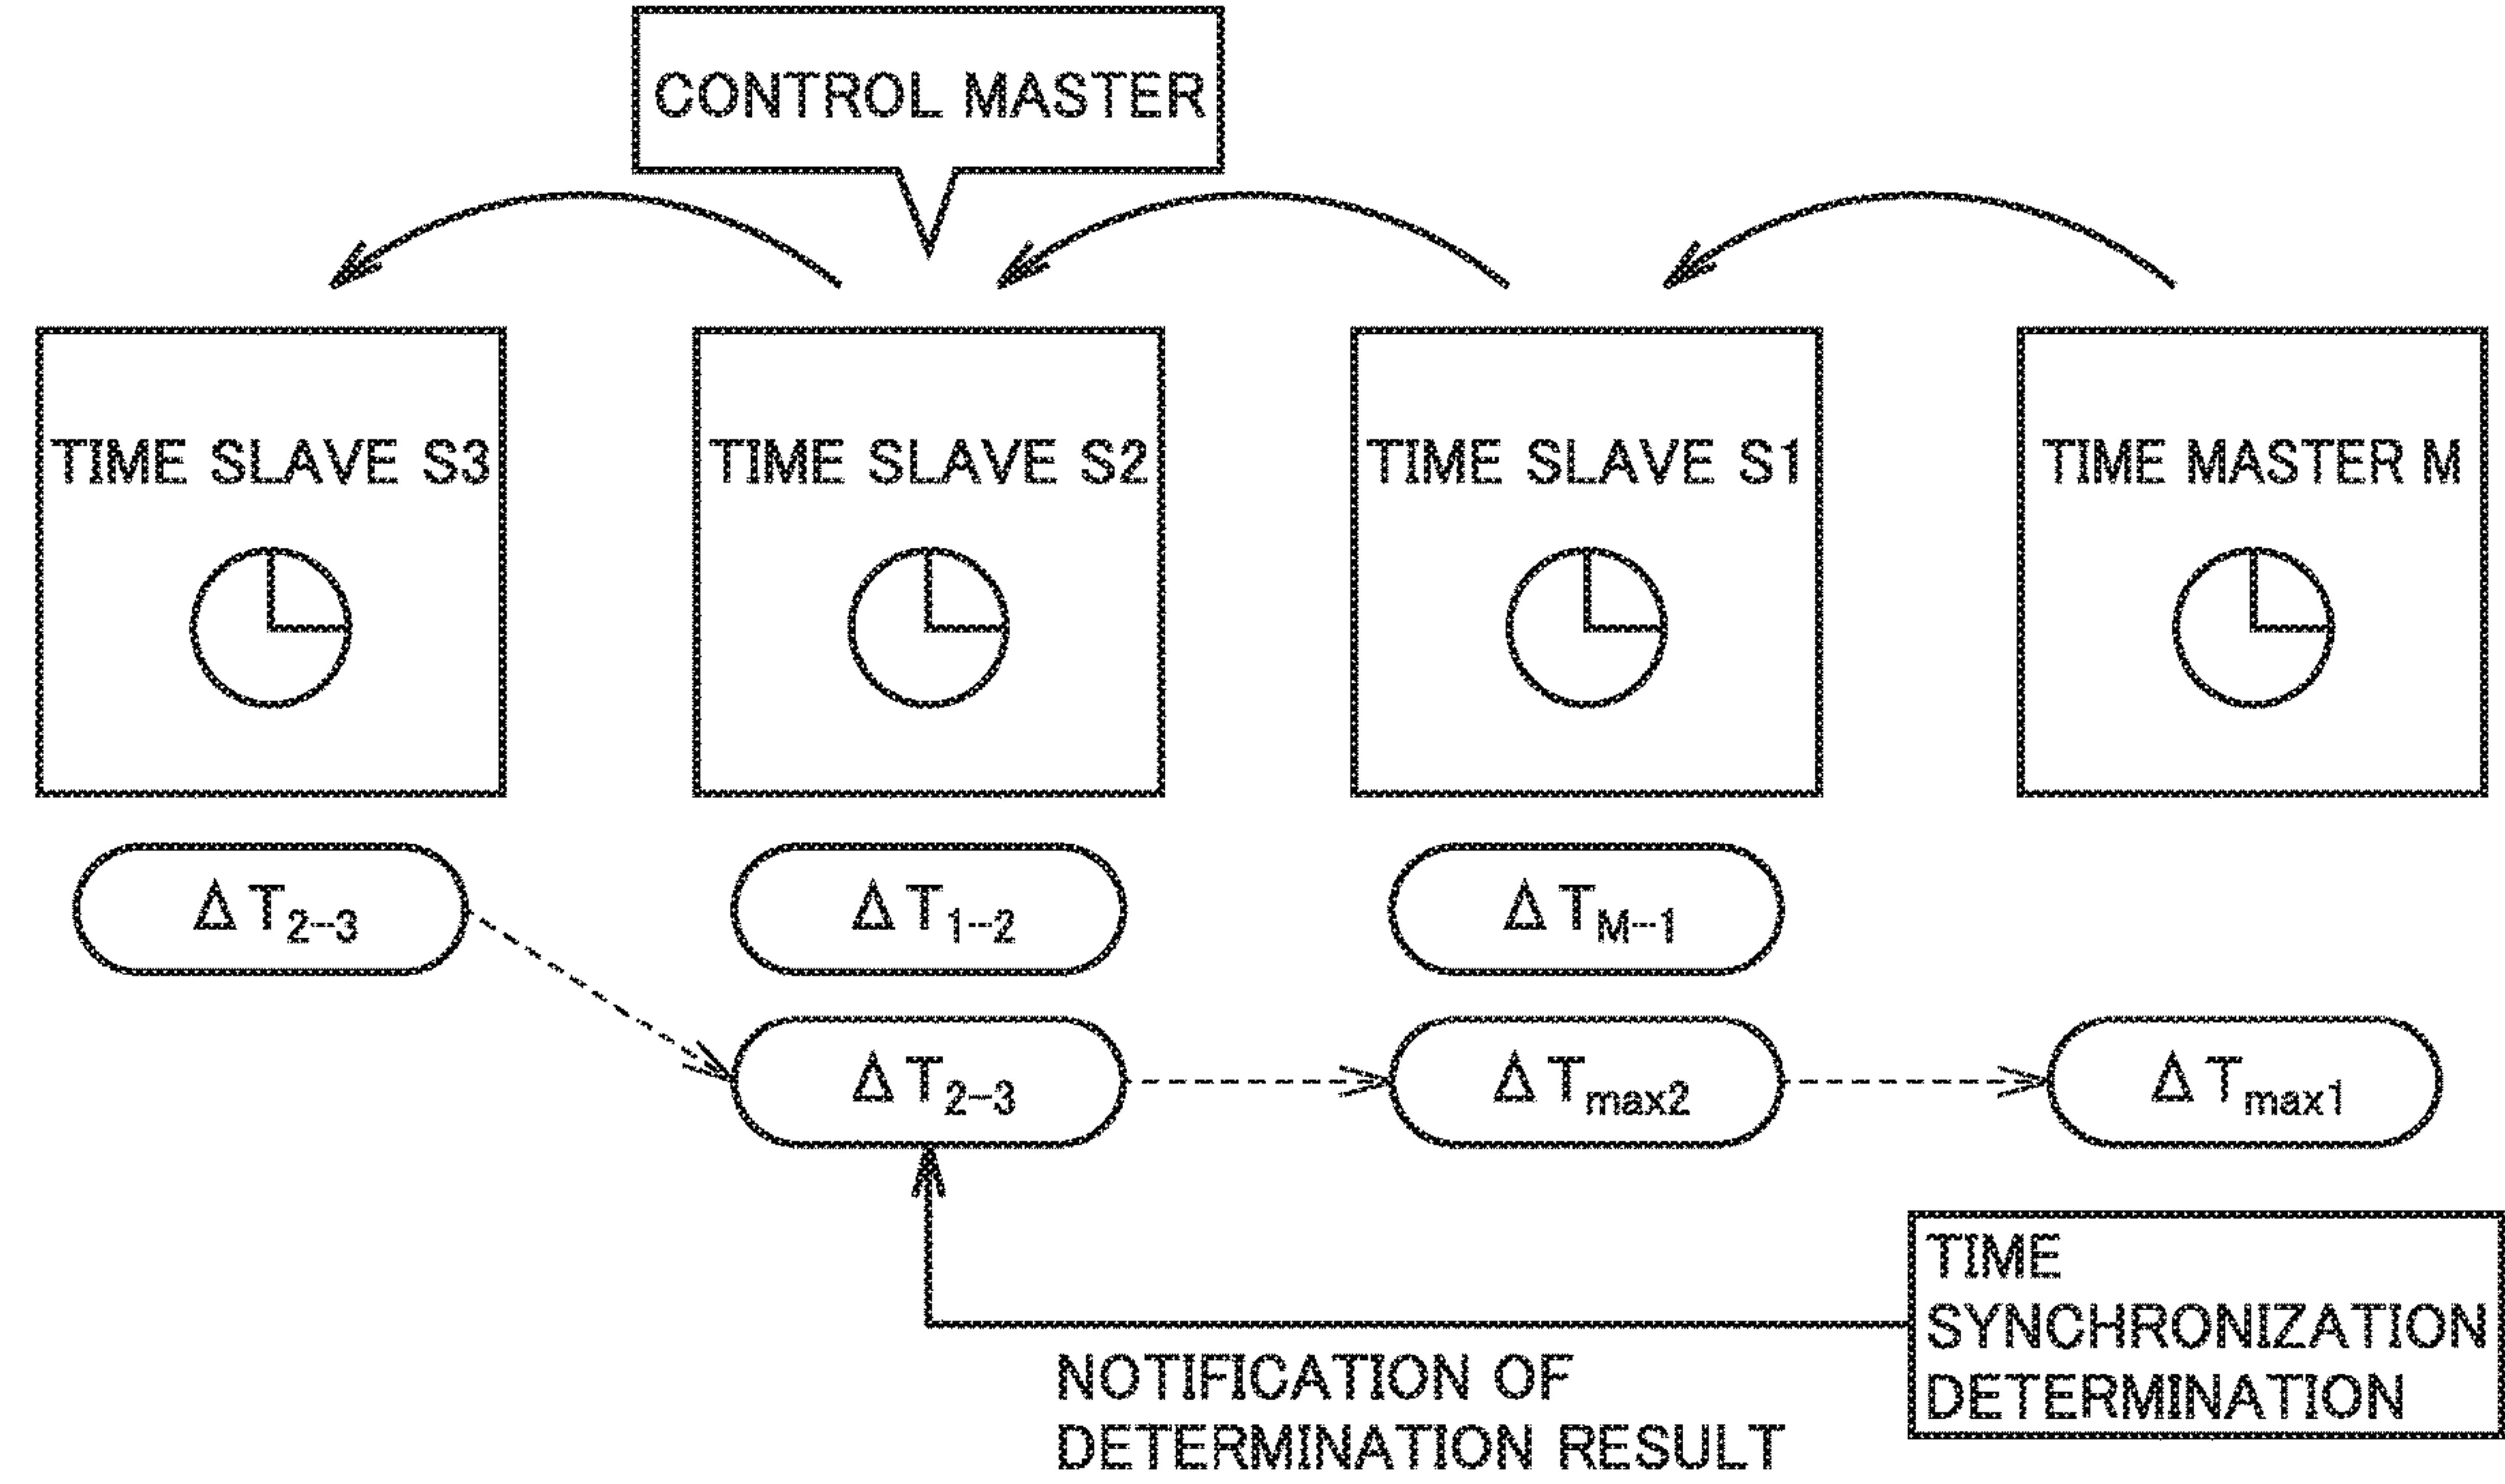 CONTROL MASTER
TIME SLAVE S3
TIME SLAVE S2
TIME SLAVE S1
TIME MASTER M
ΔT2-3
ΔT1-2
ΔTM-1
ΔT2-3
ΔTmax2
ΔTmax1
TIME
SYNCHRONIZATION
DETERMINATION
NOTIFICATION OF
DETERMINATION RESULT